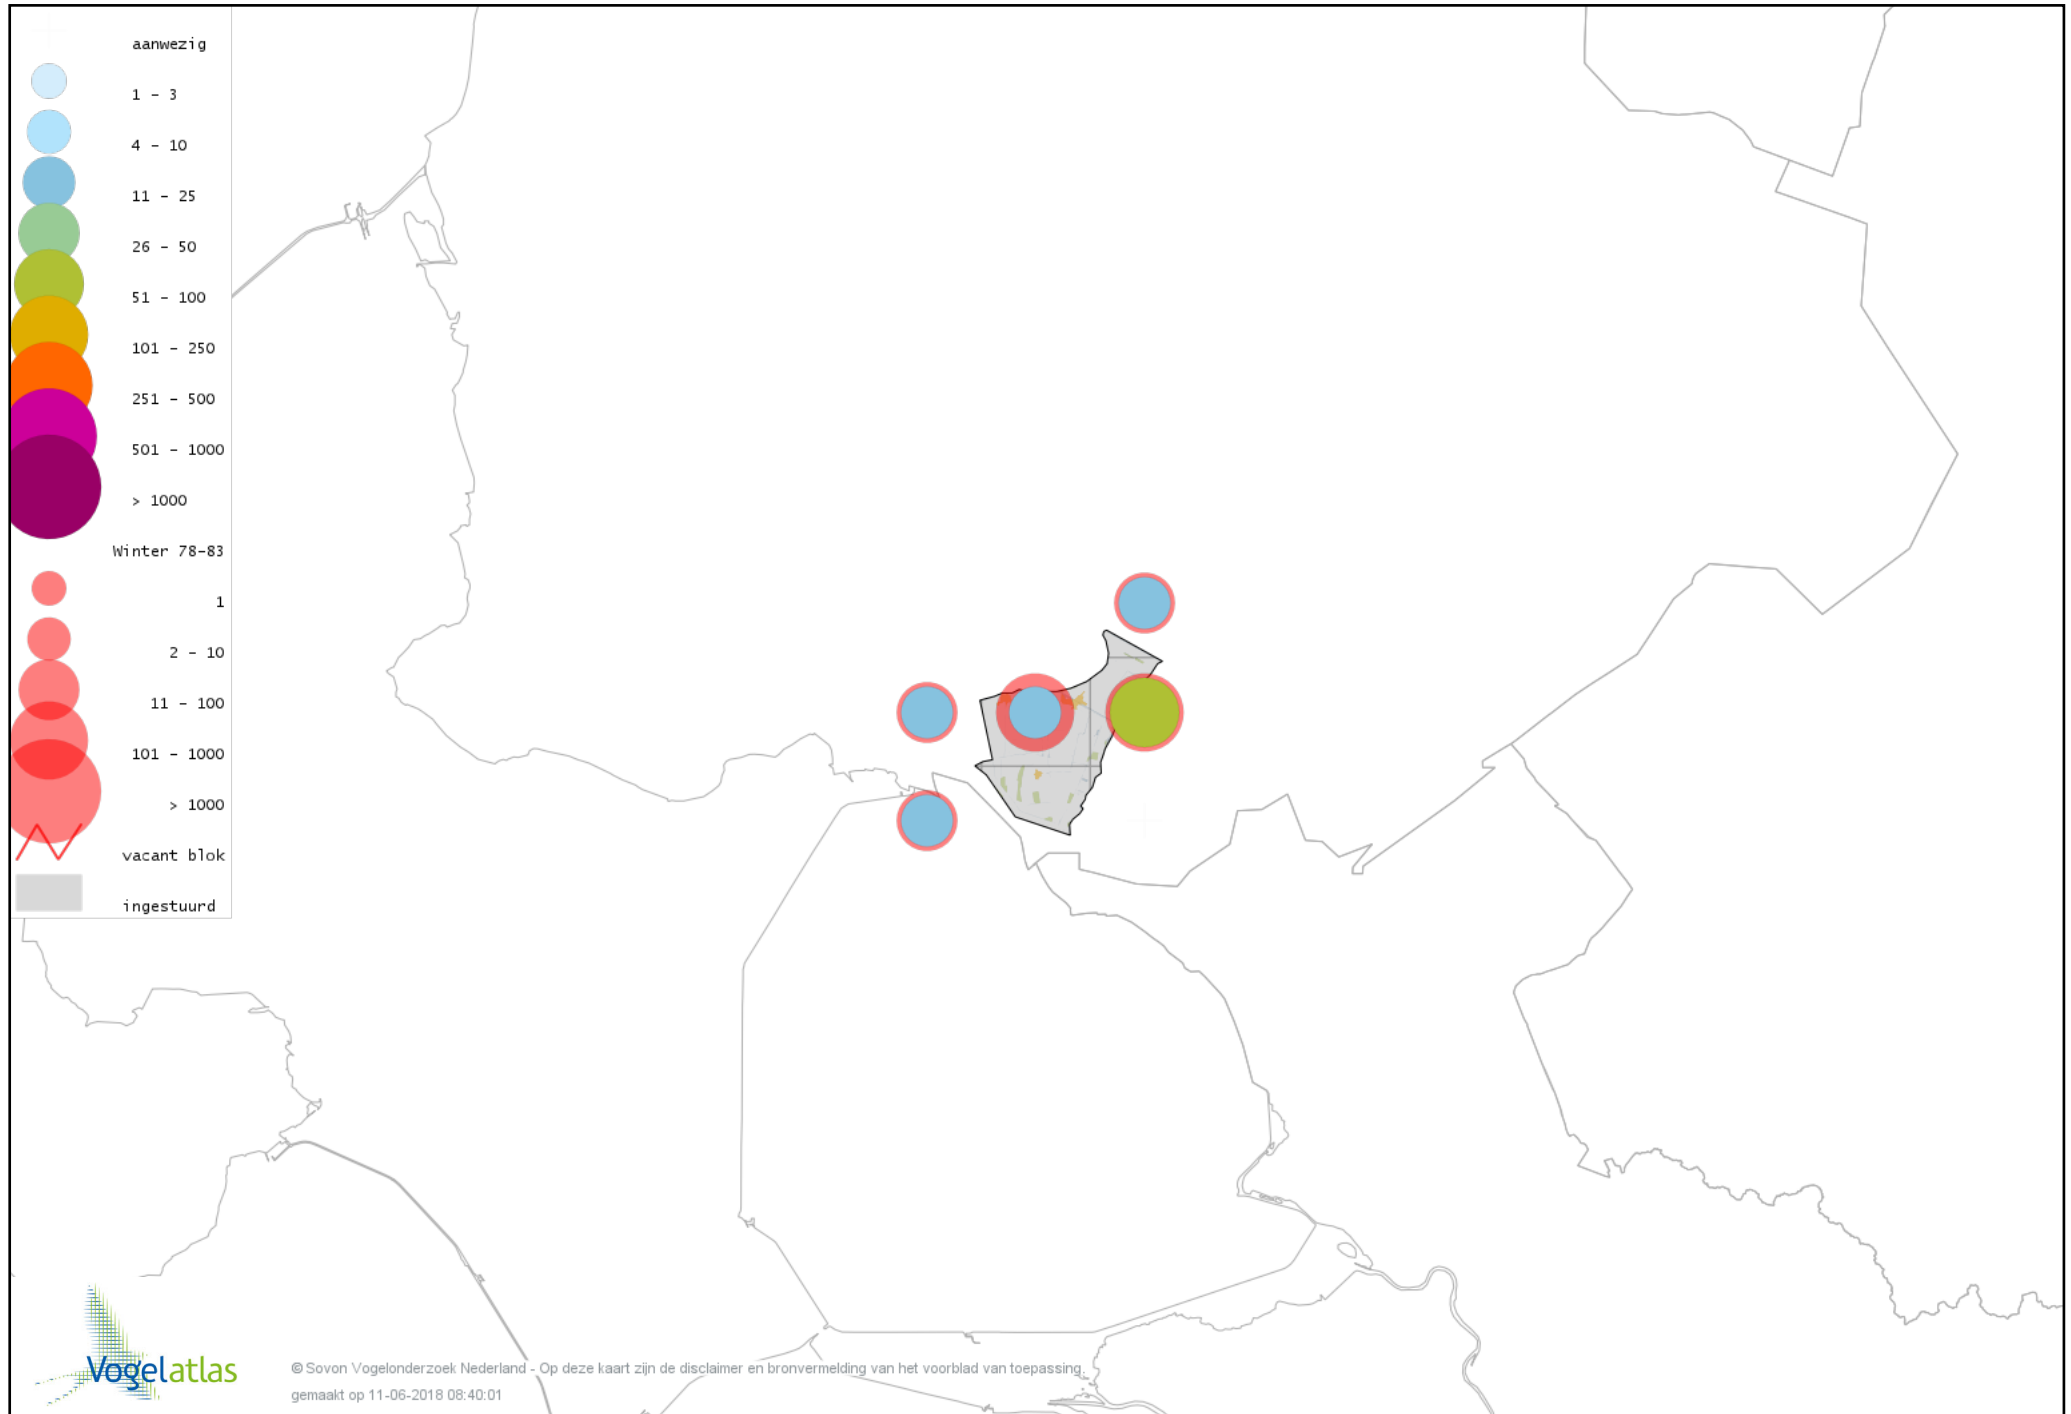 aanwezig
1 - 3
4 - 10
11 - 25
26 - 50
51 - 100
101 - 250
251 - 500
501 - 1000
> 1000
Winter 78-83
1
2 - 10
11 - 100
101 - 1000
> 1000
vacant blok
ingestuurd
Vogelatlas
© Sovon Vogelonderzoek Nederland - Op deze kaart zijn de disclaimer en bronvermelding van het voorblad van toepassing.
gemaakt op 11-06-2018 08:40:01